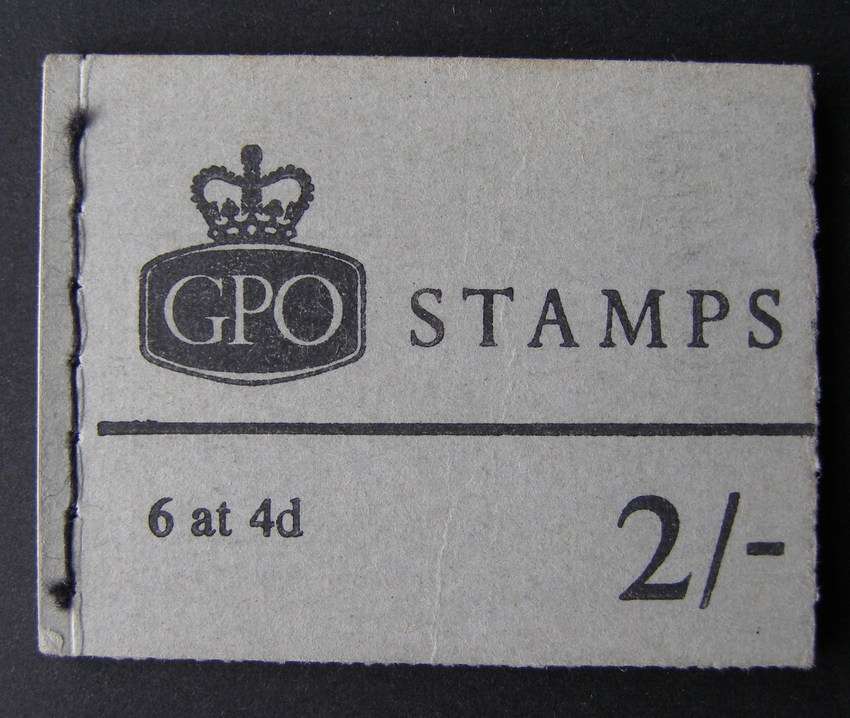 GPO STAMPS
6 at 4d
2/-